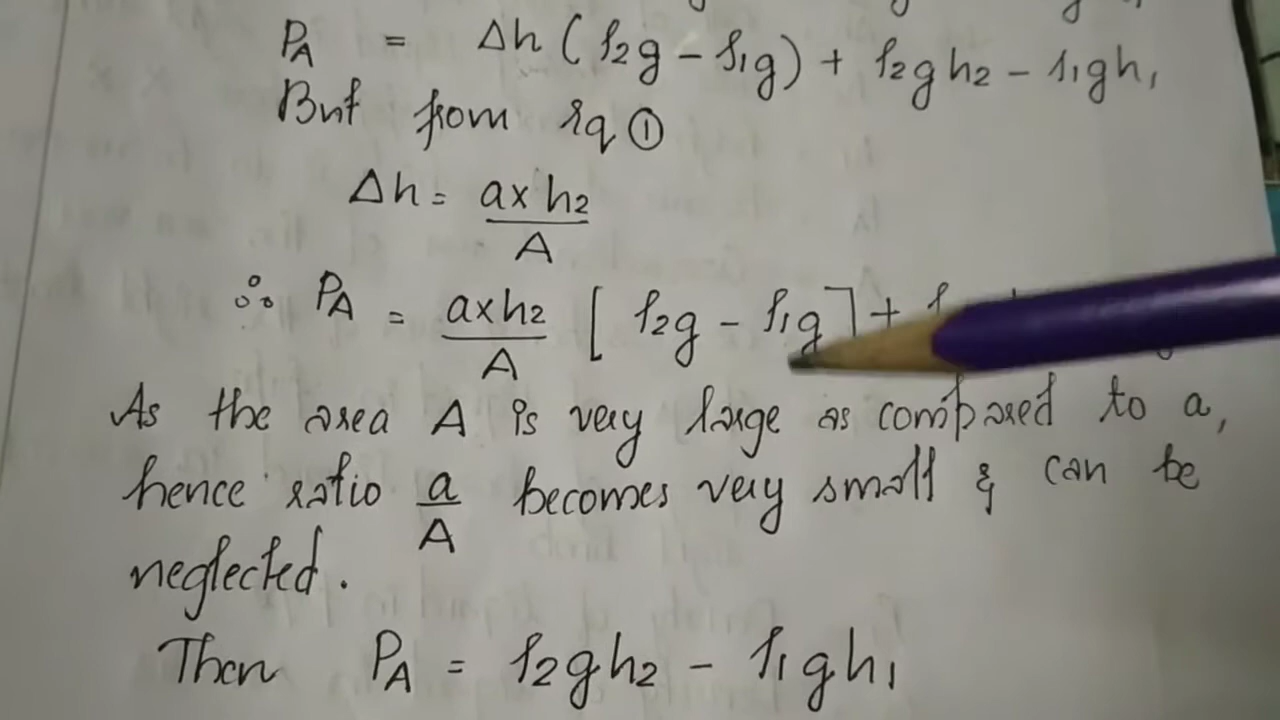 PA = Δh (ρ2g - ρ1g) + ρ2gh2 - ρ1gh1
But from eq ①
Δh = a×h2/A
∴ PA = a×h2/A [ρ2g - ρ1g] +
As the area A is very large as compared to a,
hence ratio a/A becomes very small & can be
neglected.
Then PA = ρ2gh2 - ρ1gh1